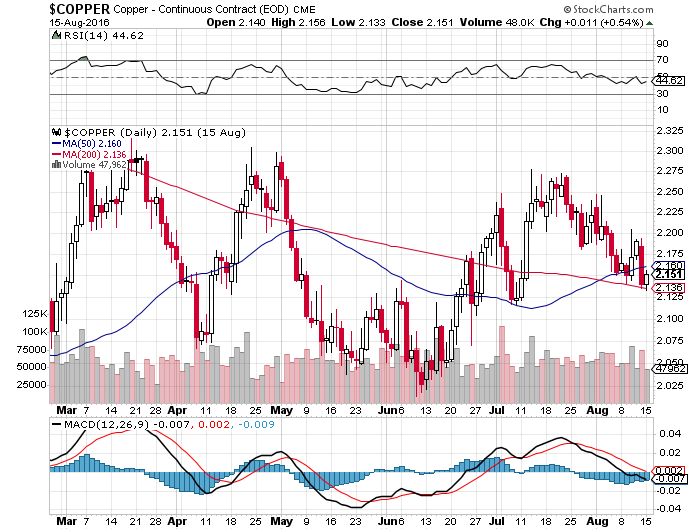 $COPPER Copper - Continuous Contract (EOD) CME © StockCharts.com
15-Aug-2016 Open 2.140 High 2.156 Low 2.133 Close 2.151 Volume 48.0K Chg +0.011 (+0.54%)
RSI(14) 44.62
90
70
50
44.62
30
10
$COPPER (Daily) 2.151 (15 Aug)
MA(50) 2.160
MA(200) 2.136
Volume 47,962
2.325
2.300
2.275
2.250
2.225
2.200
2.175
2.160
2.151
2.136
2.125
2.100
2.075
2.050
2.025
125K
100K
75000
50000
25000
47962
Mar 7 14 21 28 Apr 11 18 25 May 9 16 23 Jun 6 13 20 27 Jul 11 18 25 Aug 8 15
MACD(12,26,9) -0.007, 0.002, -0.009
0.04
0.02
0.002
-0.007
-0.02
-0.04
Mar 7 14 21 28 Apr 11 18 25 May 9 16 23 Jun 6 13 20 27 Jul 11 18 25 Aug 8 15